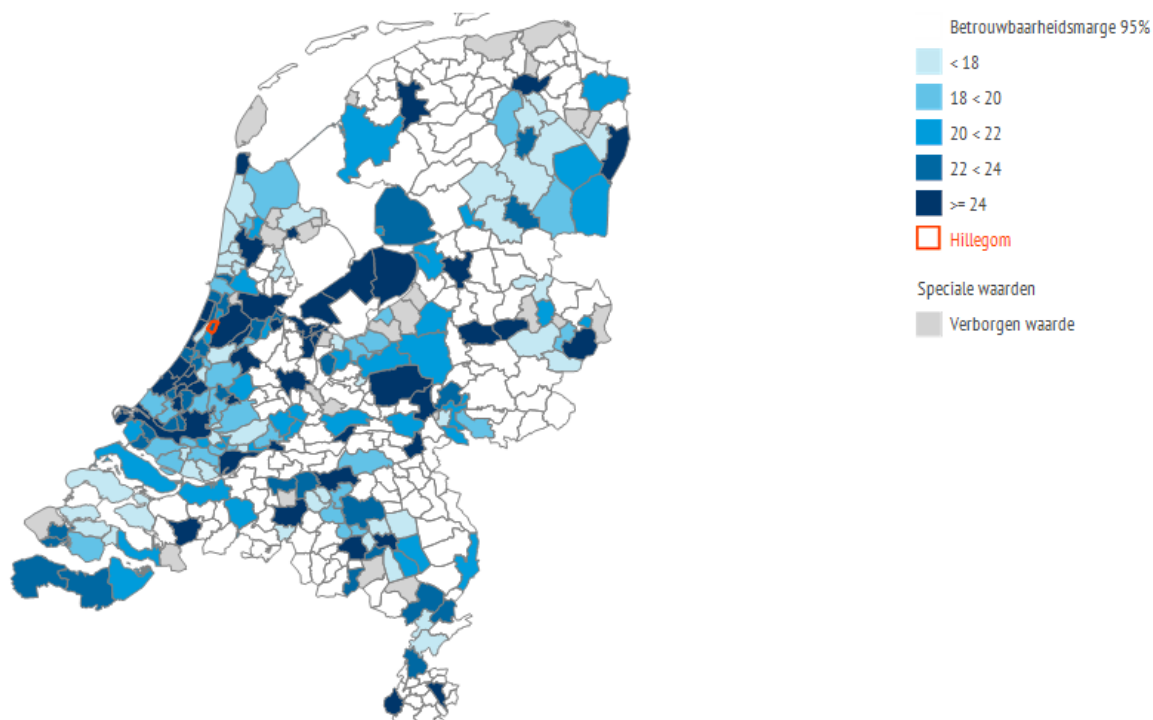 Betrouwbaarheidsmarge 95%
< 18
18 < 20
20 < 22
22 < 24
>= 24
Hillegom
Speciale waarden
Verborgen waarde